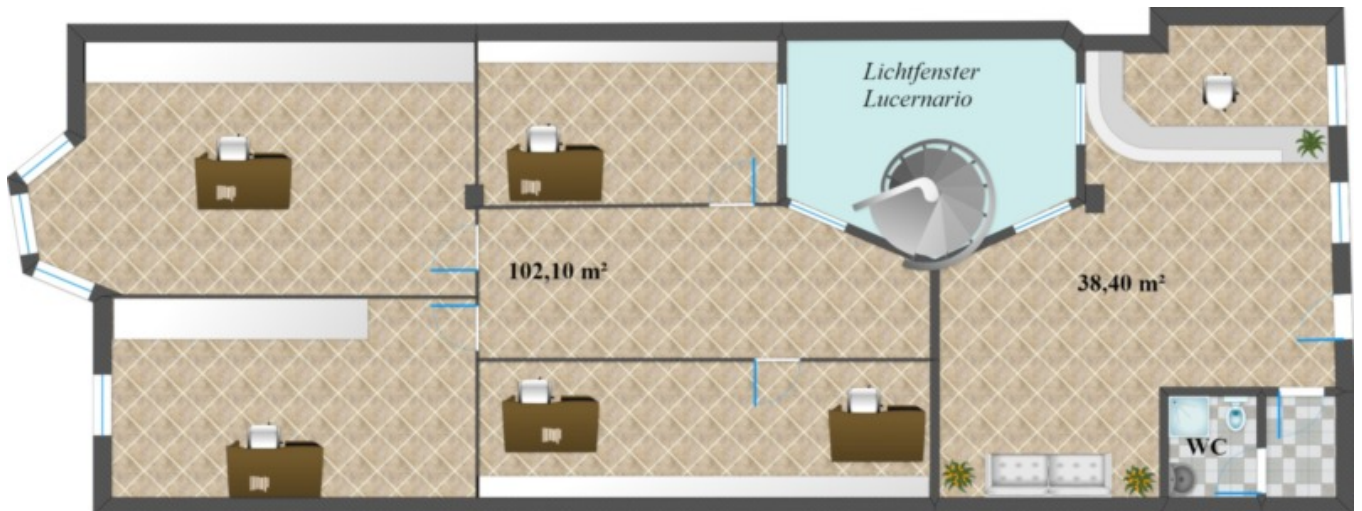 Lichtfenster
Lucernario
102,10 m²
38,40 m²
WC